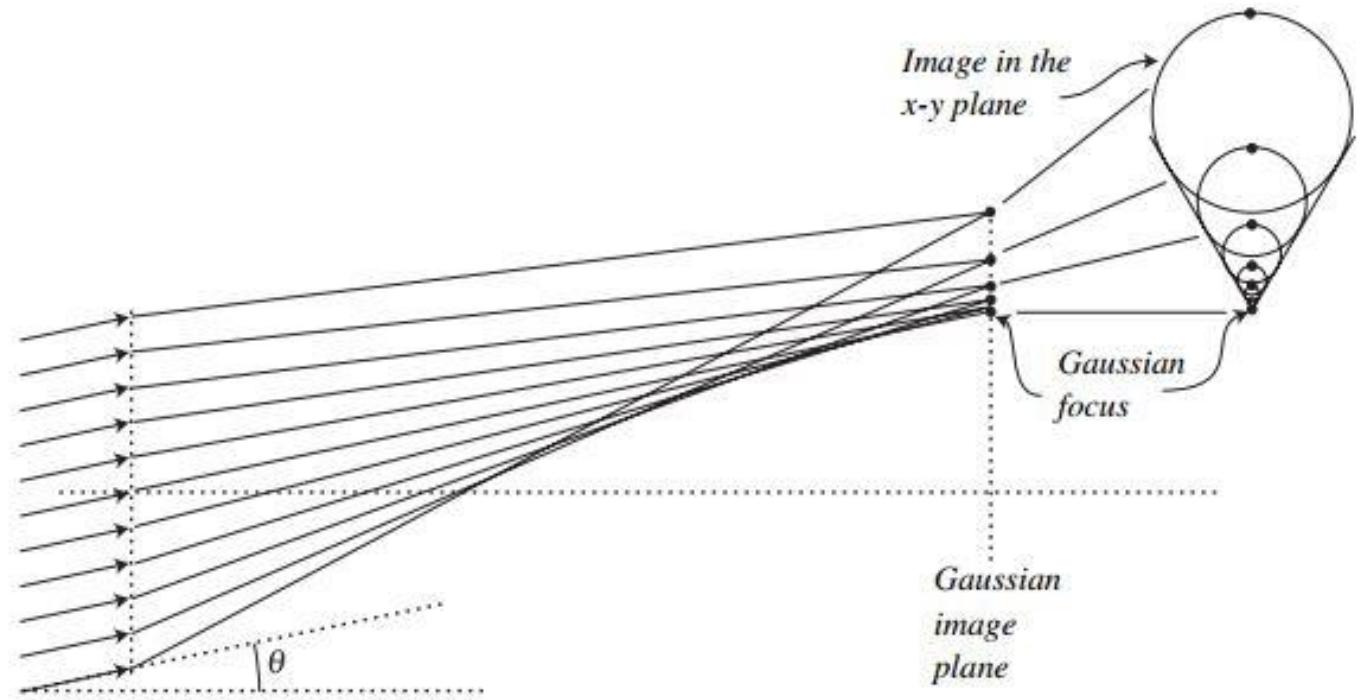 Image in the
x-y plane
Gaussian
focus
Gaussian
image
plane
θ